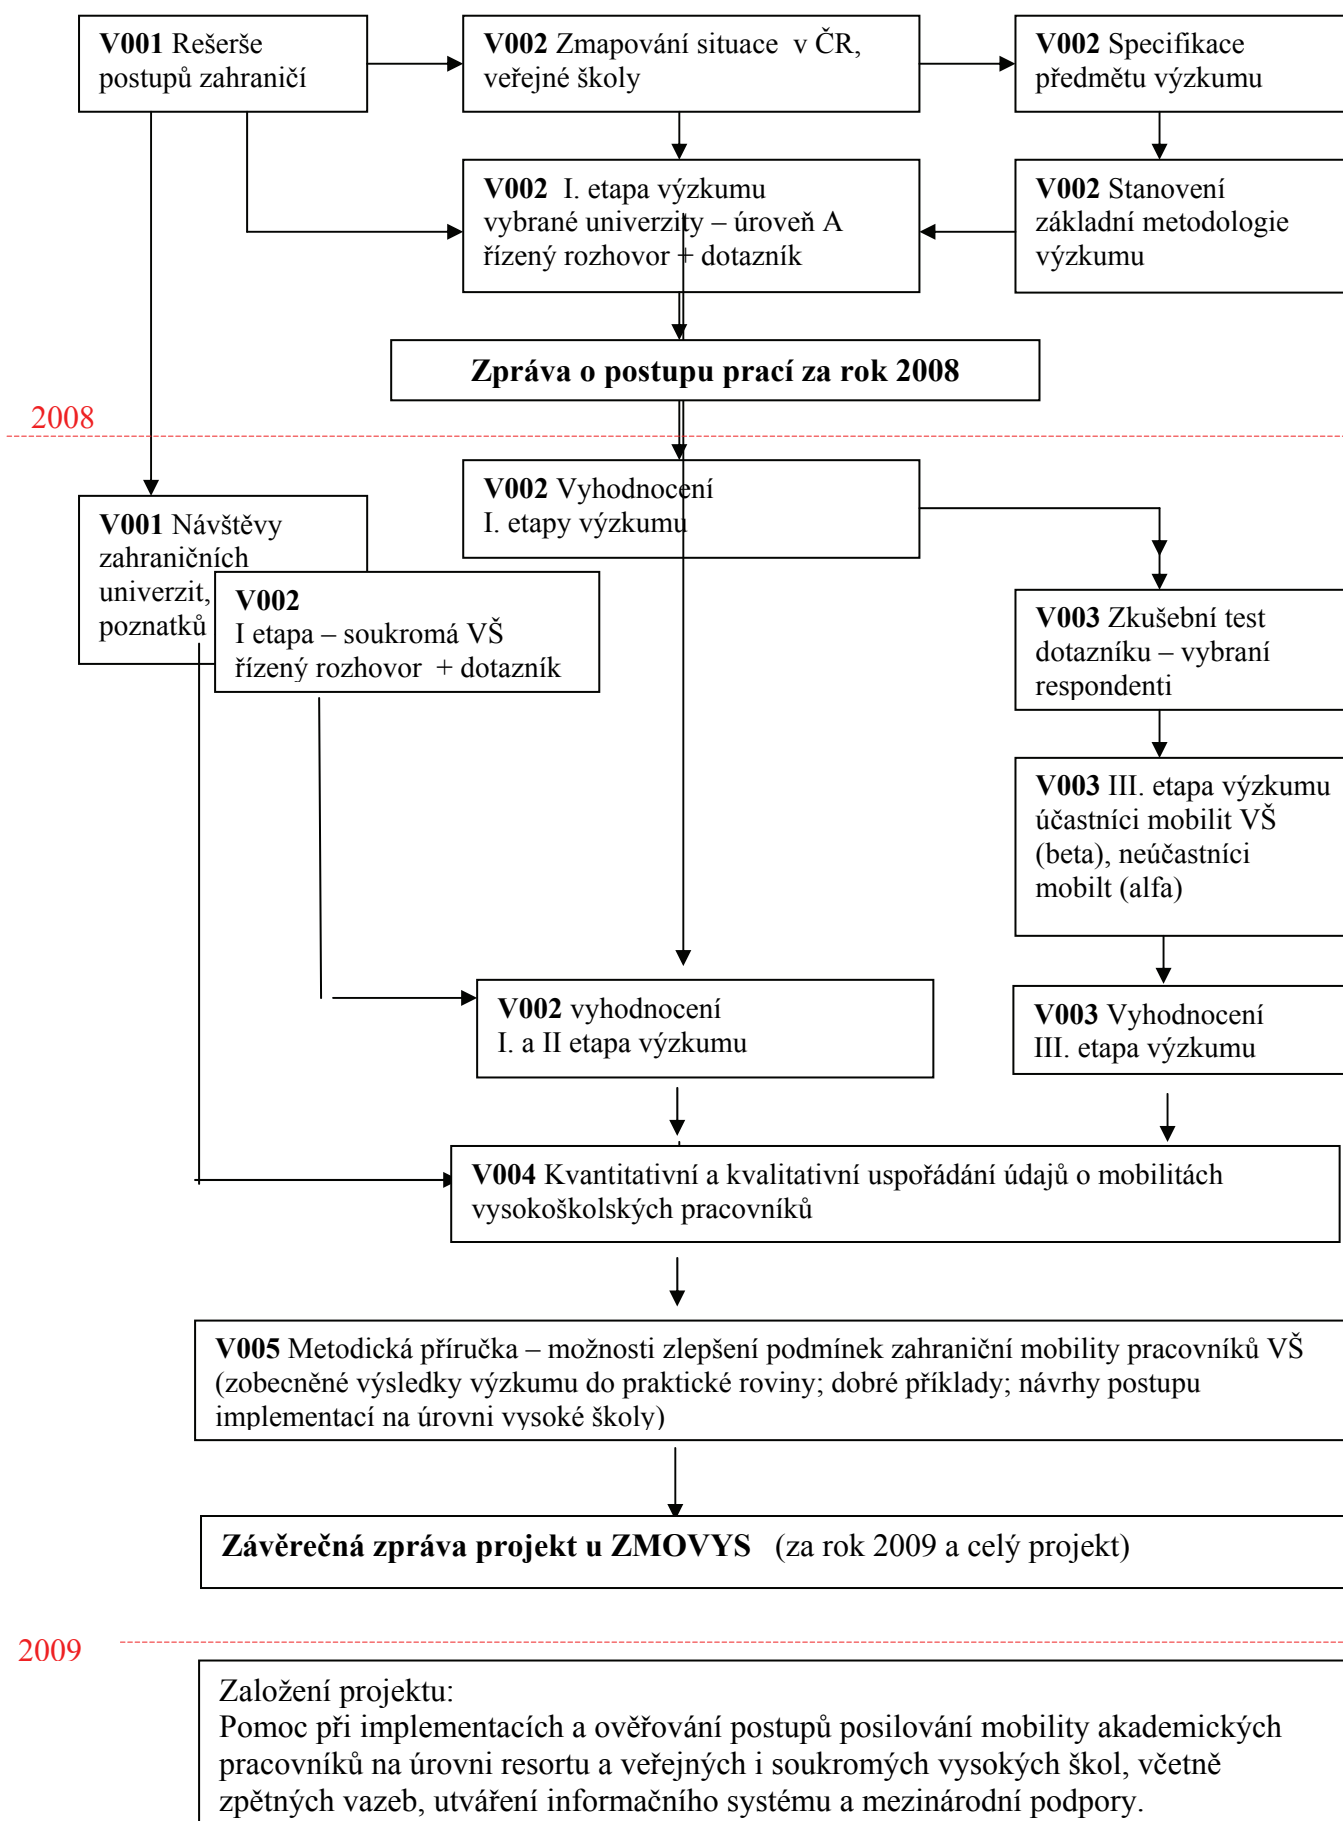 V001 Rešerše
postupů zahraničí
V002 Zmapování situace v ČR,
veřejné školy
V002 Specifikace
předmětu výzkumu
V002 I. etapa výzkumu
vybrané univerzity – úroveň A
řízený rozhovor + dotazník
V002 Stanovení
základní metodologie
výzkumu
Zpráva o postupu prací za rok 2008
2008
V002 Vyhodnocení
I. etapy výzkumu
V001 Návštěvy
zahraničních
univerzit,
poznatků
V002
I etapa – soukromá VŠ
řízený rozhovor + dotazník
V003 Zkušební test
dotazníku – vybraní
respondenti
V003 III. etapa výzkumu
účastníci mobilit VŠ
(beta), neúčastníci
mobilt (alfa)
V002 vyhodnocení
I. a II etapa výzkumu
V003 Vyhodnocení
III. etapa výzkumu
V004 Kvantitativní a kvalitativní uspořádání údajů o mobilitách
vysokoškolských pracovníků
V005 Metodická příručka – možnosti zlepšení podmínek zahraniční mobility pracovníků VŠ
(zobecněné výsledky výzkumu do praktické roviny; dobré příklady; návrhy postupu
implementací na úrovni vysoké školy)
Závěrečná zpráva projekt u ZMOVYS (za rok 2009 a celý projekt)
2009
Založení projektu:
Pomoc při implementacích a ověřování postupů posilování mobility akademických
pracovníků na úrovni resortu a veřejných i soukromých vysokých škol, včetně
zpětných vazeb, utváření informačního systému a mezinárodní podpory.